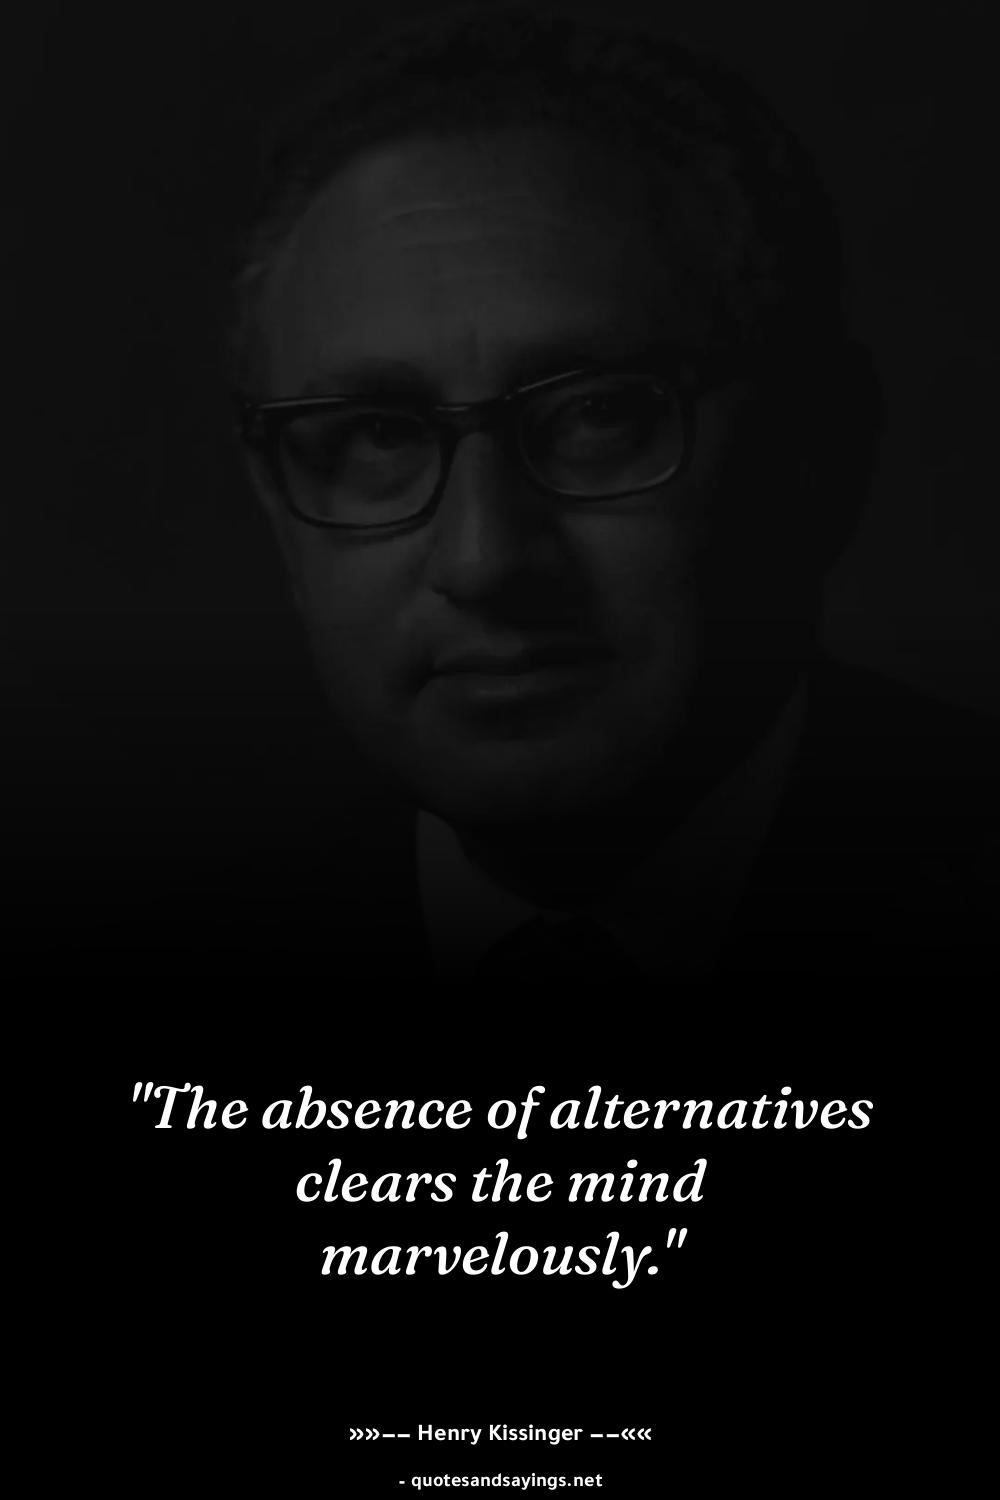 "The absence of alternatives
clears the mind
marvelously."
»»–– Henry Kissinger ––««
- quotesandsayings.net